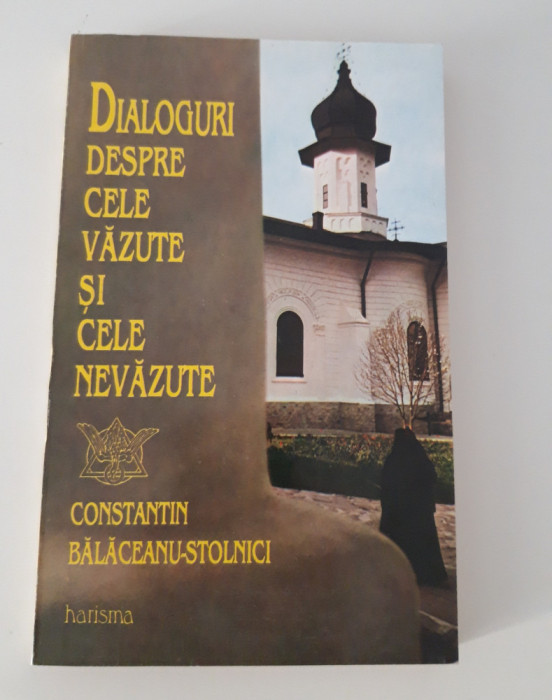 DIALOGURI
DESPRE
CELE
VĂZUTE
ȘI
CELE
NEVĂZUTE
CONSTANTIN
BĂLĂCEANU-STOLNICI
harisma